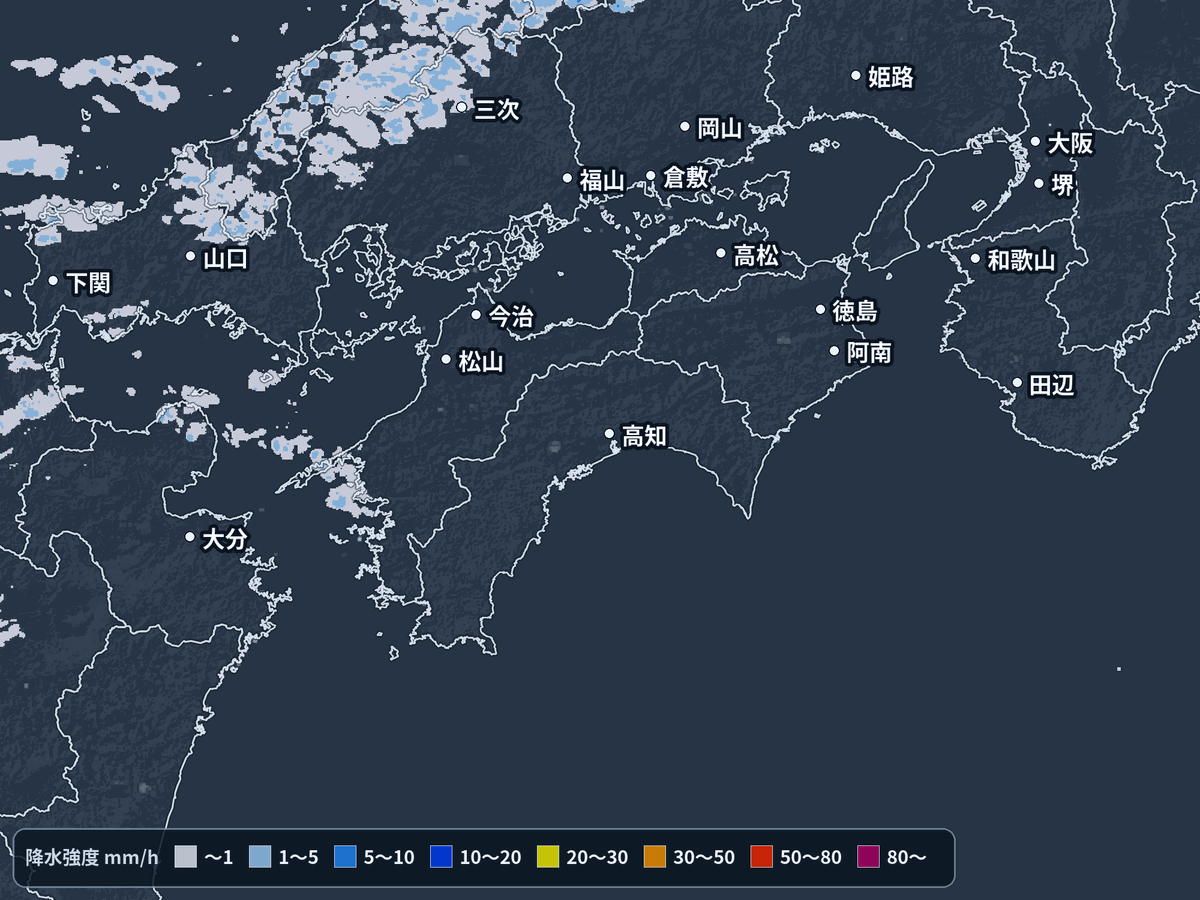 姫路
三次
岡山
大阪
福山
倉敷
堺
高松
和歌山
山口
下関
徳島
今治
阿南
松山
田辺
高知
大分
降水強度 mm/h
～1
1～5
5～10
10～20
20～30
30～50
50～80
80～